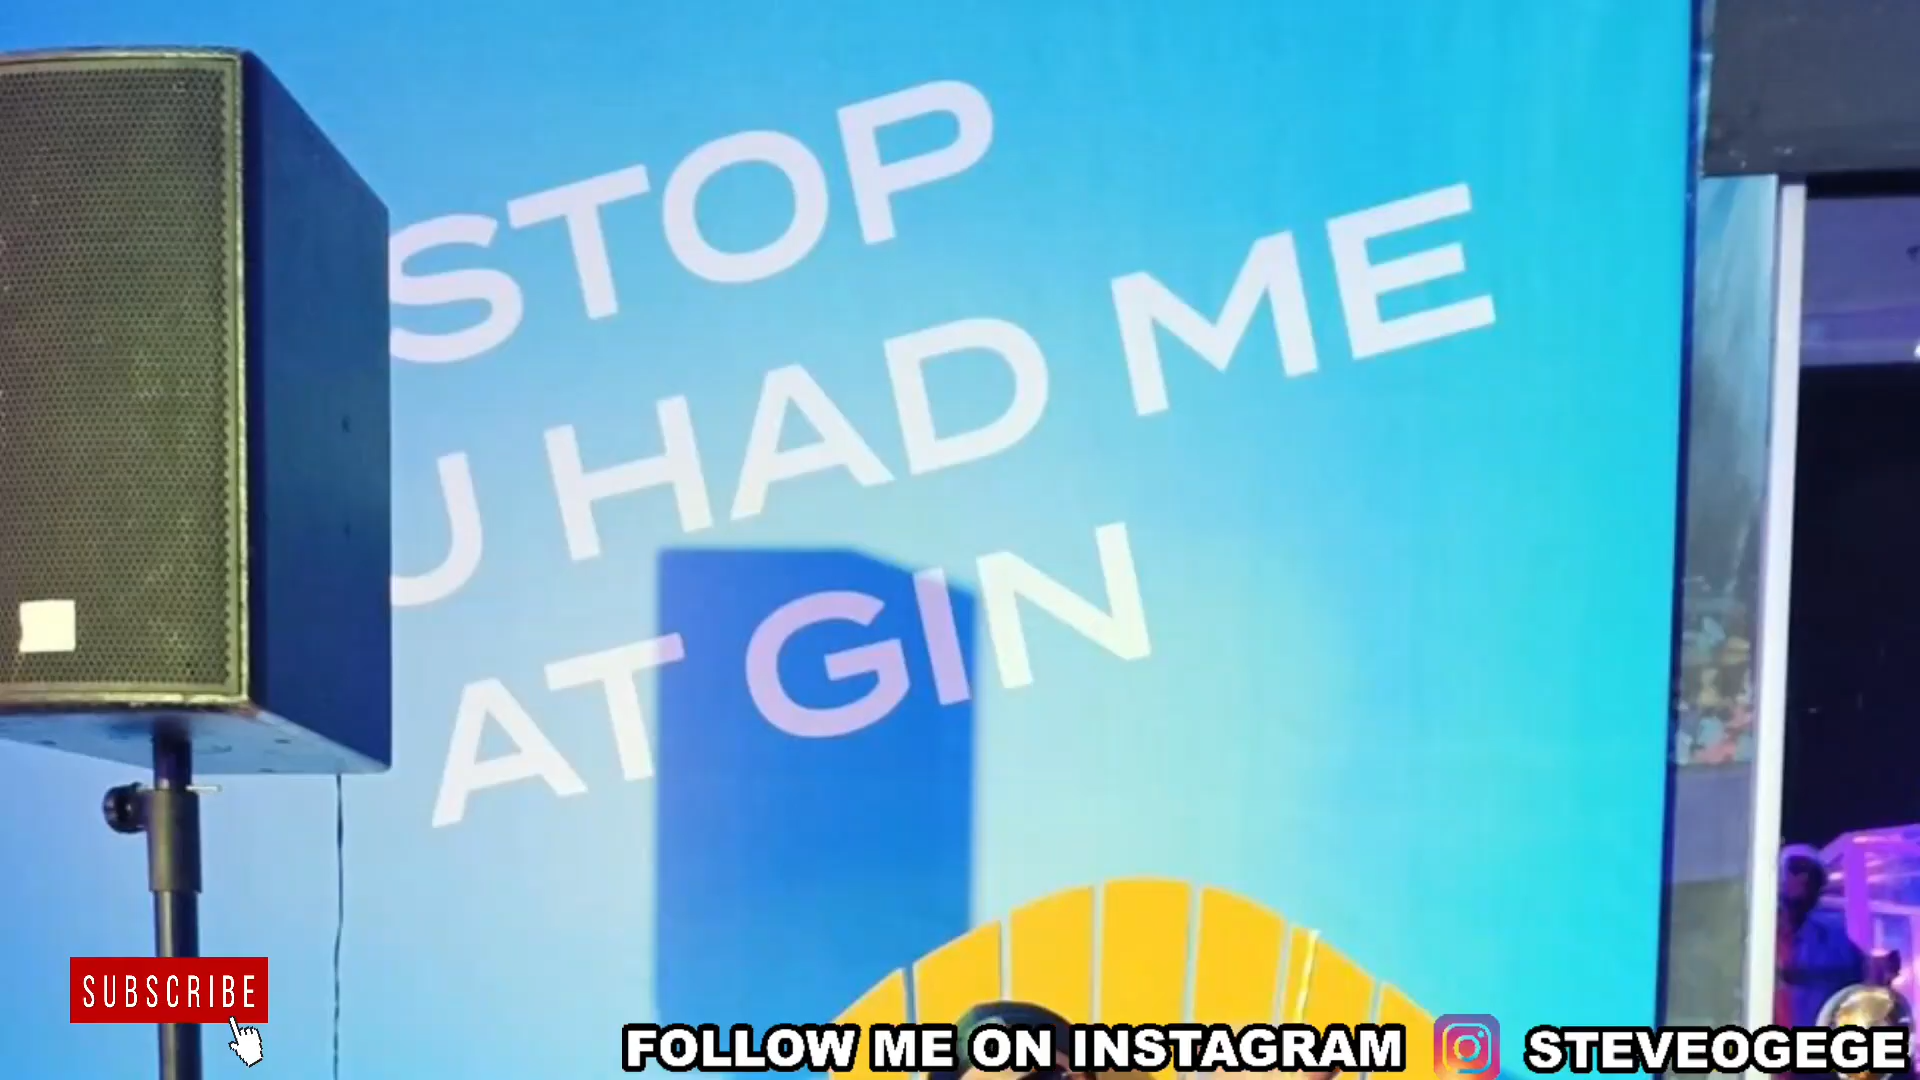 STOP
U HAD ME
AT GIN
SUBSCRIBE
FOLLOW ME ON INSTAGRAM STEVEOGEGE